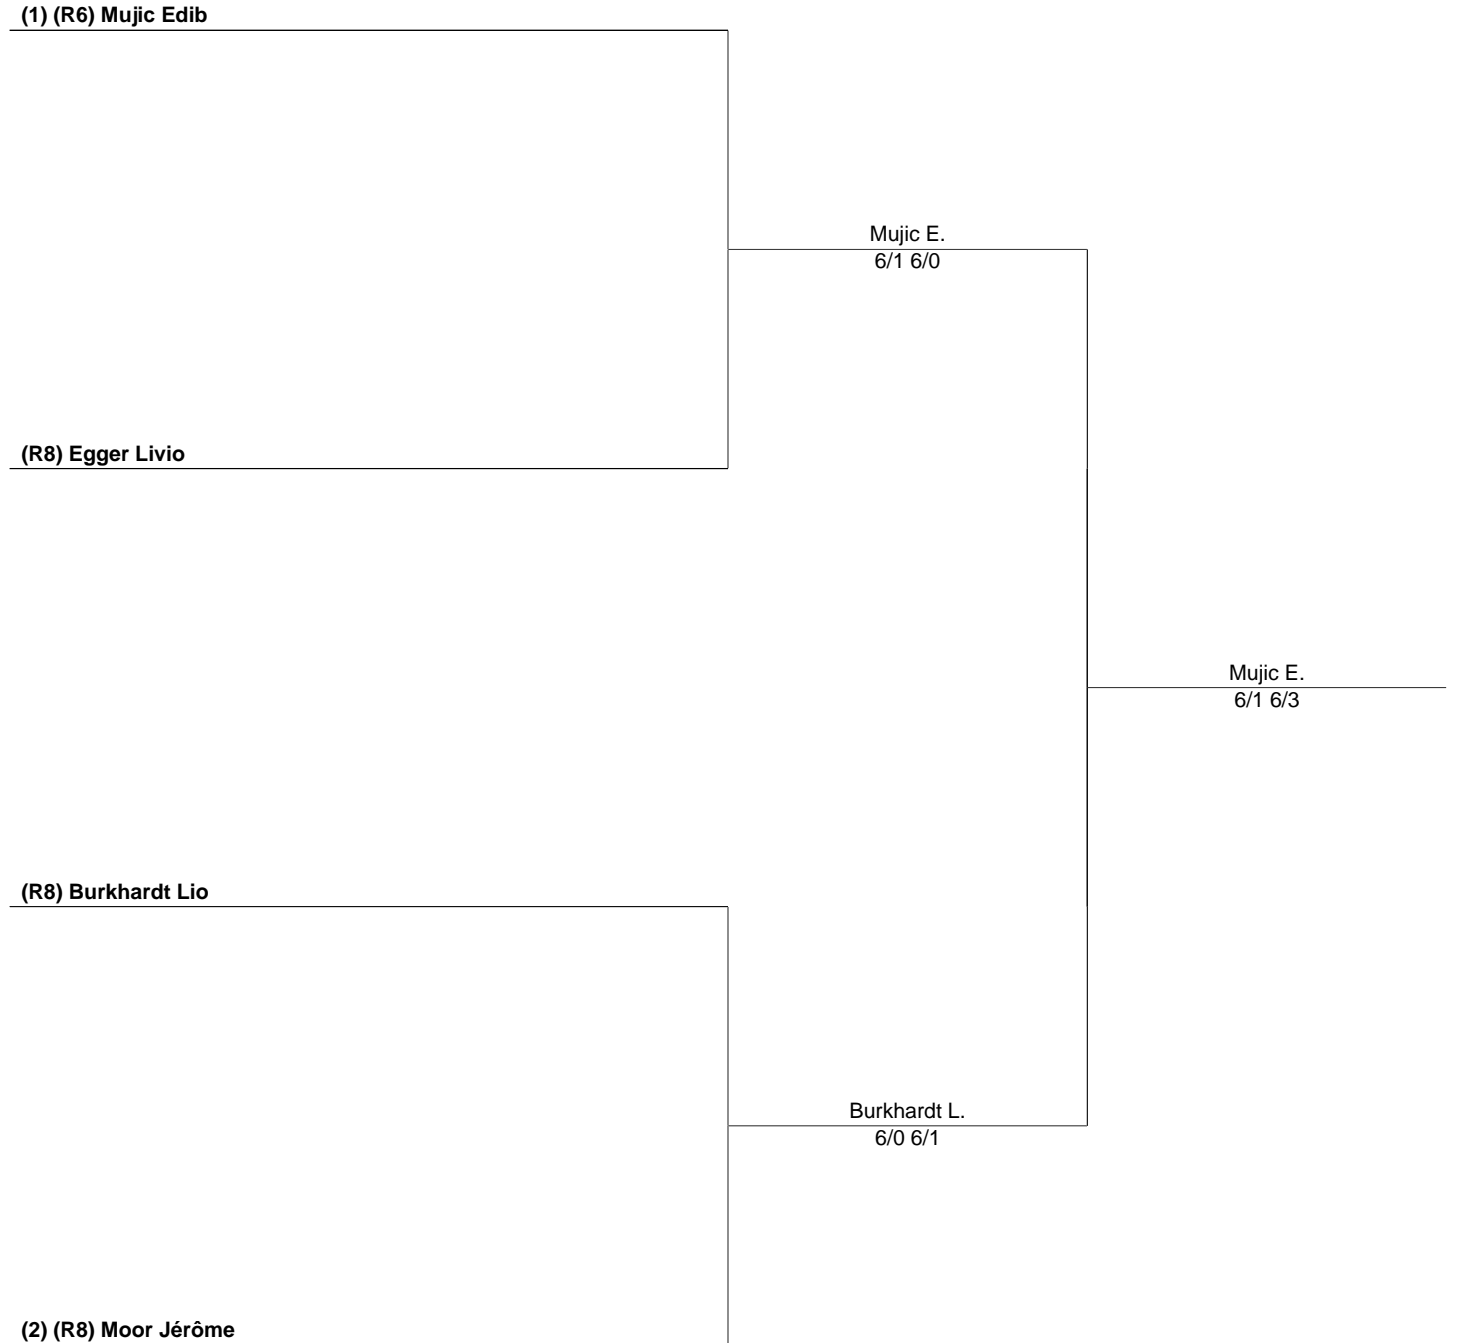 (1) (R6) Mujic Edib
Mujic E.
6/1 6/0
(R8) Egger Livio
Mujic E.
6/1 6/3
(R8) Burkhardt Lio
Burkhardt L.
6/0 6/1
(2) (R8) Moor Jérôme